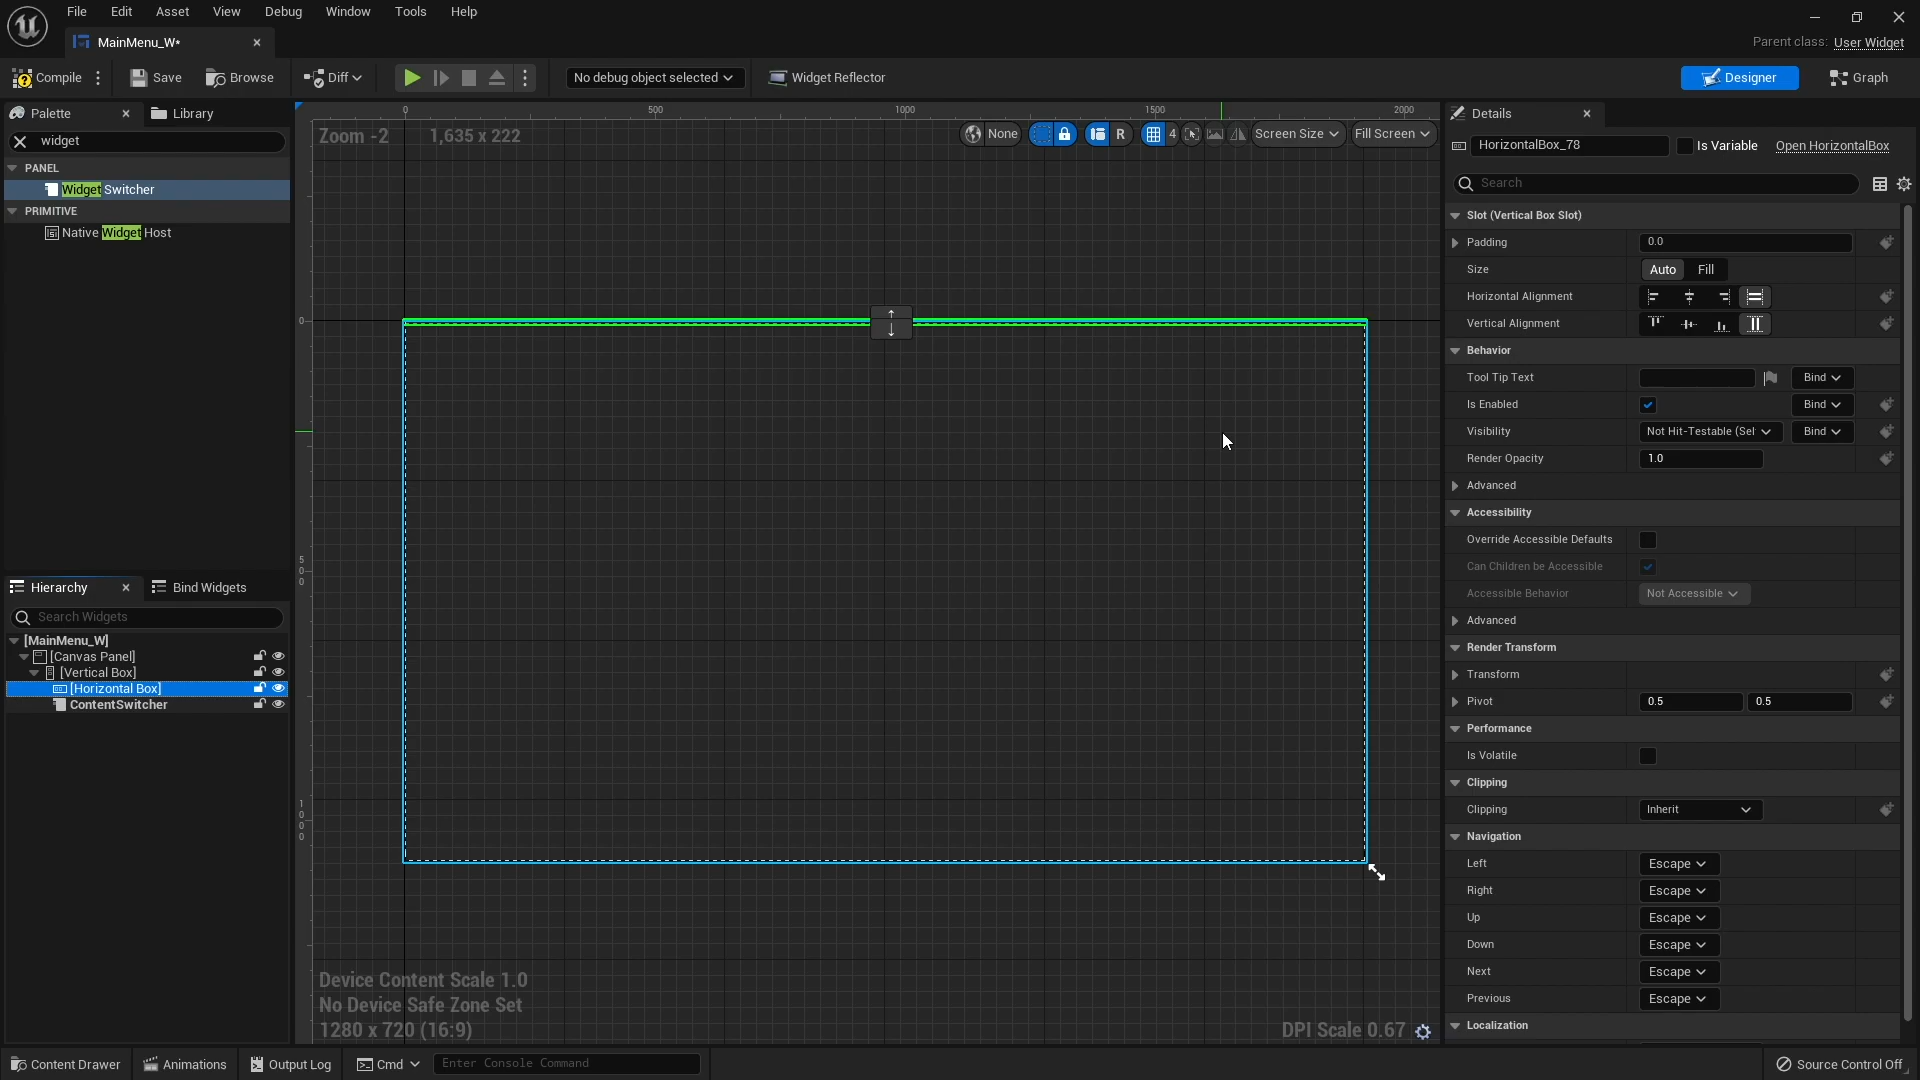 File Edit Asset View Debug Window Tools Help
MainMenu_W*
Parent class: User Widget
Compile Save Browse Diff No debug object selected Widget Reflector Designer Graph
Palette Library
widget
PANEL
Widget Switcher
PRIMITIVE
Native Widget Host
Hierarchy Bind Widgets
Search Widgets
[MainMenu_W]
[Canvas Panel]
[Vertical Box]
[Horizontal Box]
ContentSwitcher
0 500 1000 1500 2000
Zoom -2 1,635 x 222
None R 4 Screen Size Fill Screen
0
5
0
0
1
0
0
0
Device Content Scale 1.0
No Device Safe Zone Set
1280 x 720 (16:9)
DPI Scale 0.67
Details
HorizontalBox_78 Is Variable Open HorizontalBox
Search
Slot (Vertical Box Slot)
Padding 0.0
Size Auto Fill
Horizontal Alignment
Vertical Alignment
Behavior
Tool Tip Text Bind
Is Enabled Bind
Visibility Not Hit-Testable (Sel Bind
Render Opacity 1.0
Advanced
Accessibility
Override Accessible Defaults
Can Children be Accessible
Accessible Behavior Not Accessible
Advanced
Render Transform
Transform
Pivot 0.5 0.5
Performance
Is Volatile
Clipping
Clipping Inherit
Navigation
Left Escape
Right Escape
Up Escape
Down Escape
Next Escape
Previous Escape
Localization
Content Drawer Animations Output Log Cmd Enter Console Command Source Control Off